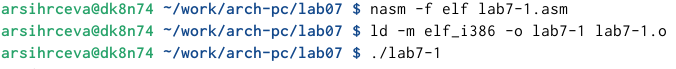 arsihrceva@dk8n74 ~/work/arch-pc/lab07 $ nasm -f elf lab7-1.asm
arsihrceva@dk8n74 ~/work/arch-pc/lab07 $ ld -m elf_i386 -o lab7-1 lab7-1.o
arsihrceva@dk8n74 ~/work/arch-pc/lab07 $ ./lab7-1